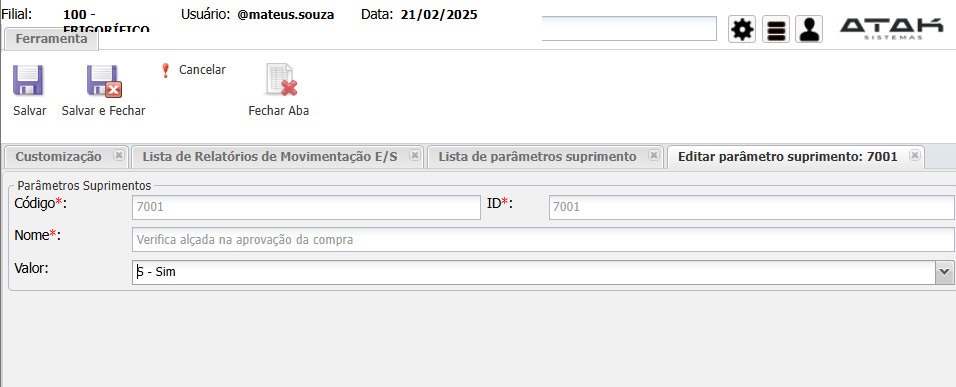 Filial: 100 - FRIGORÍFICO Usuário: @mateus.souza Data: 21/02/2025
ATAK SISTEMAS
Ferramenta
Salvar Salvar e Fechar Cancelar Fechar Aba
Customização Lista de Relatórios de Movimentação E/S Lista de parâmetros suprimento Editar parâmetro suprimento: 7001
Parâmetros Suprimentos
Código*: 7001 ID*: 7001
Nome*: Verifica alçada na aprovação da compra
Valor: S - Sim